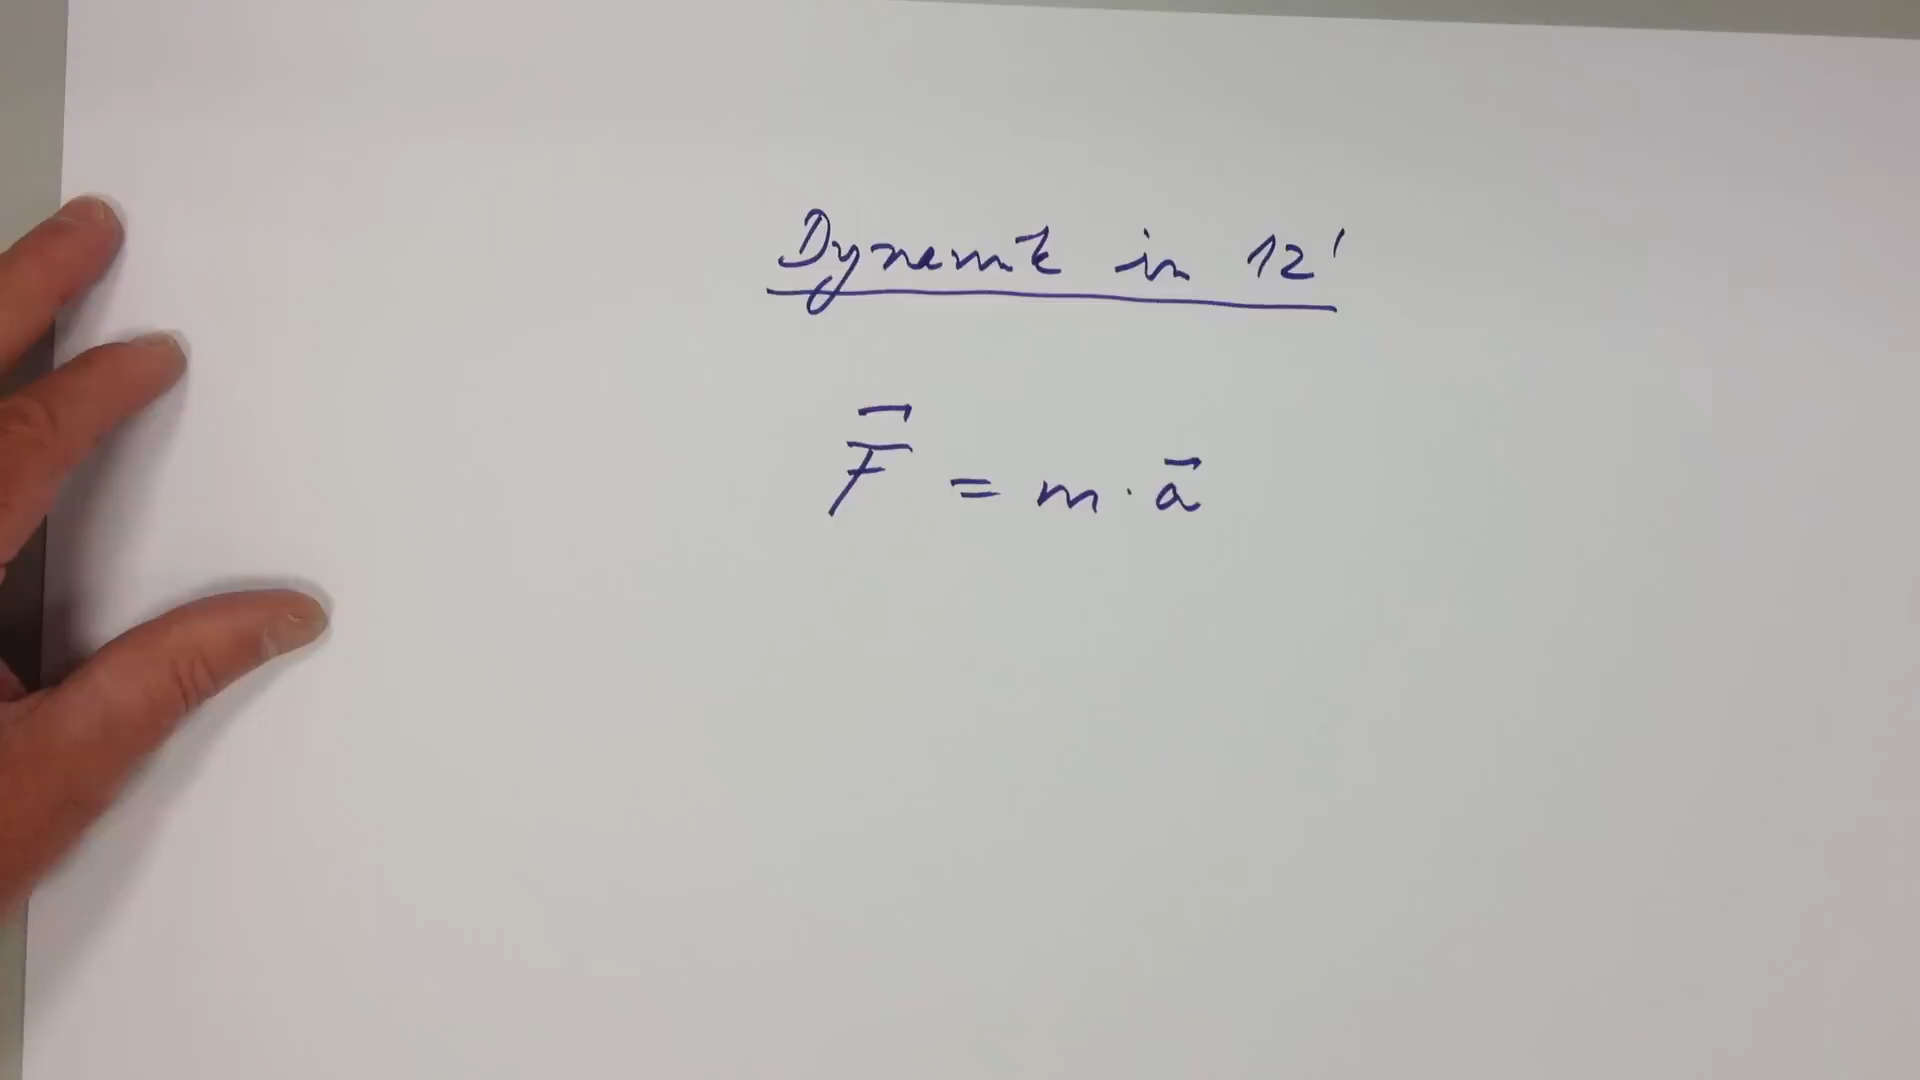 Dynamik in 12'
F⃗ = m · a⃗